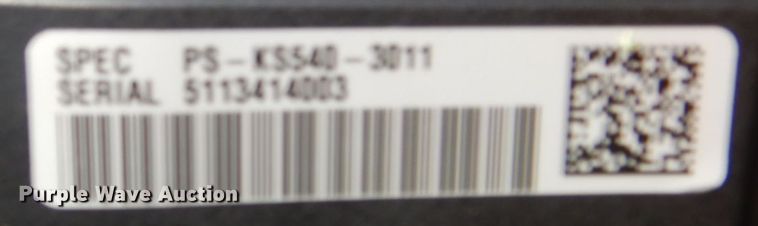 SPEC PS-KS540-3011
SERIAL 5113414003
Purple Wave Auction